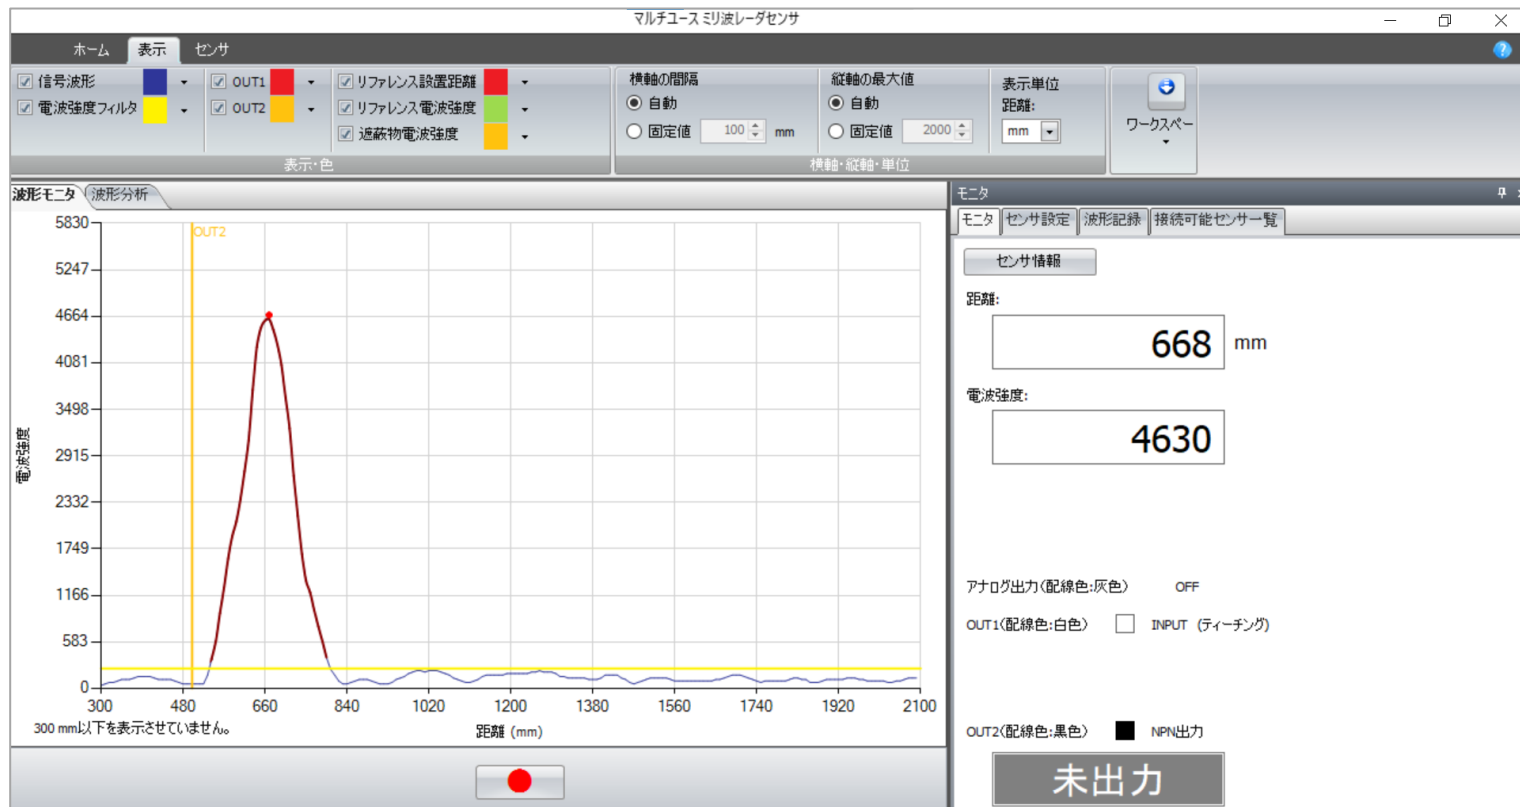 マルチユース ミリ波レーダセンサ
ホーム 表示 センサ
信号波形 OUT1 リファレンス設置距離
電波強度フィルタ OUT2 リファレンス電波強度
遮蔽物電波強度
表示・色
横軸の間隔
自動
固定値 100 mm
縦軸の最大値
自動
固定値 2000
表示単位
距離:
mm
横軸・縦軸・単位
ワークスペー
波形モニタ 波形分析
OUT2
5830
5247
4664
4081
3498
2915
2332
1749
1166
583
0
電波強度
300 480 660 840 1020 1200 1380 1560 1740 1920 2100
300 mm以下を表示させていません。
距離 (mm)
モニタ
モニタ センサ設定 波形記録 接続可能センサ一覧
センサ情報
距離:
668 mm
電波強度:
4630
アナログ出力(配線色:灰色) OFF
OUT1(配線色:白色) INPUT (ティーチング)
OUT2(配線色:黒色) NPN出力
未出力